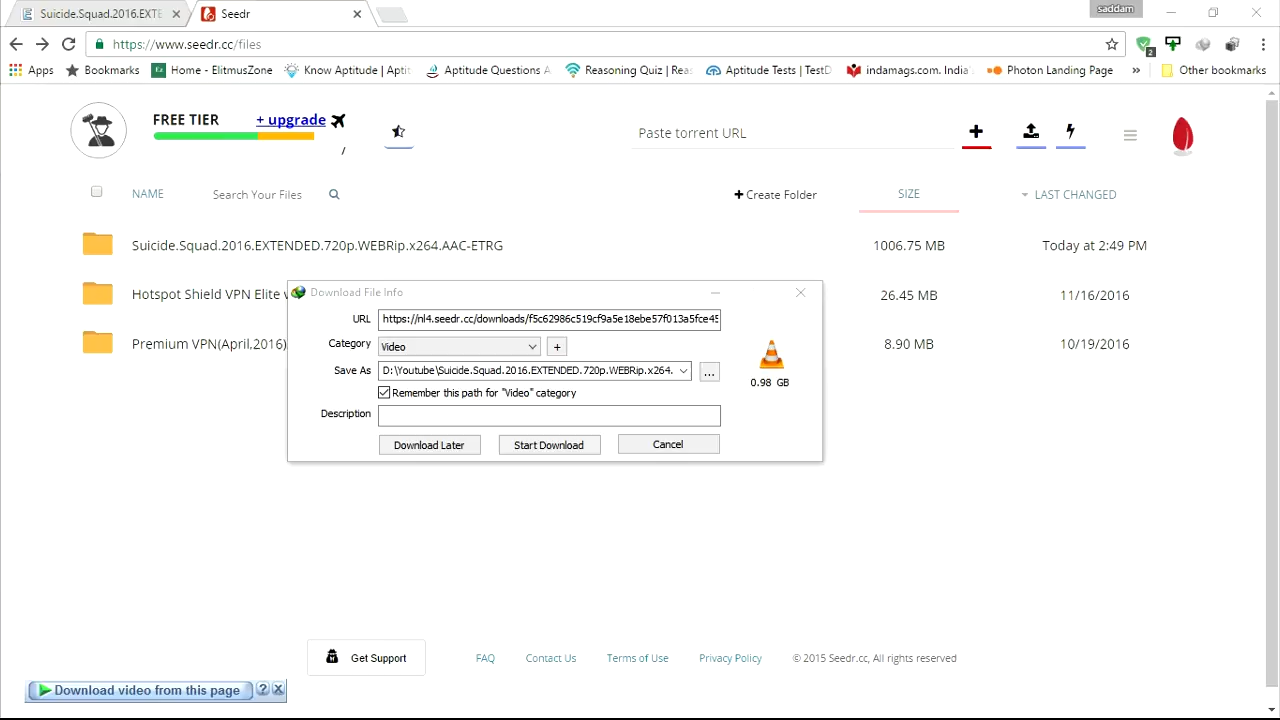 Suicide.Squad.2016.EXTE
Seedr
saddam
https://www.seedr.cc/files
2
Apps
Bookmarks
Home - ElitmusZone
Know Aptitude | Aptit
Aptitude Questions A
Reasoning Quiz | Reas
Aptitude Tests | TestD
indamags.com. India'
Photon Landing Page
»
Other bookmarks
FREE TIER
+ upgrade
/
Paste torrent URL
NAME
Search Your Files
+ Create Folder
SIZE
LAST CHANGED
Suicide.Squad.2016.EXTENDED.720p.WEBRip.x264.AAC-ETRG
1006.75 MB
Today at 2:49 PM
Hotspot Shield VPN Elite v
26.45 MB
11/16/2016
Premium VPN(April,2016)
8.90 MB
10/19/2016
Download File Info
URL
https://nl4.seedr.cc/downloads/f5c62986c519cf9a5e18ebe57f013a5fce45
Category
Video
+
Save As
D:\Youtube\Suicide.Squad.2016.EXTENDED.720p.WEBRip.x264.
...
0.98 GB
Remember this path for "Video" category
Description
Download Later
Start Download
Cancel
Get Support
FAQ
Contact Us
Terms of Use
Privacy Policy
© 2015 Seedr.cc, All rights reserved
Download video from this page
?